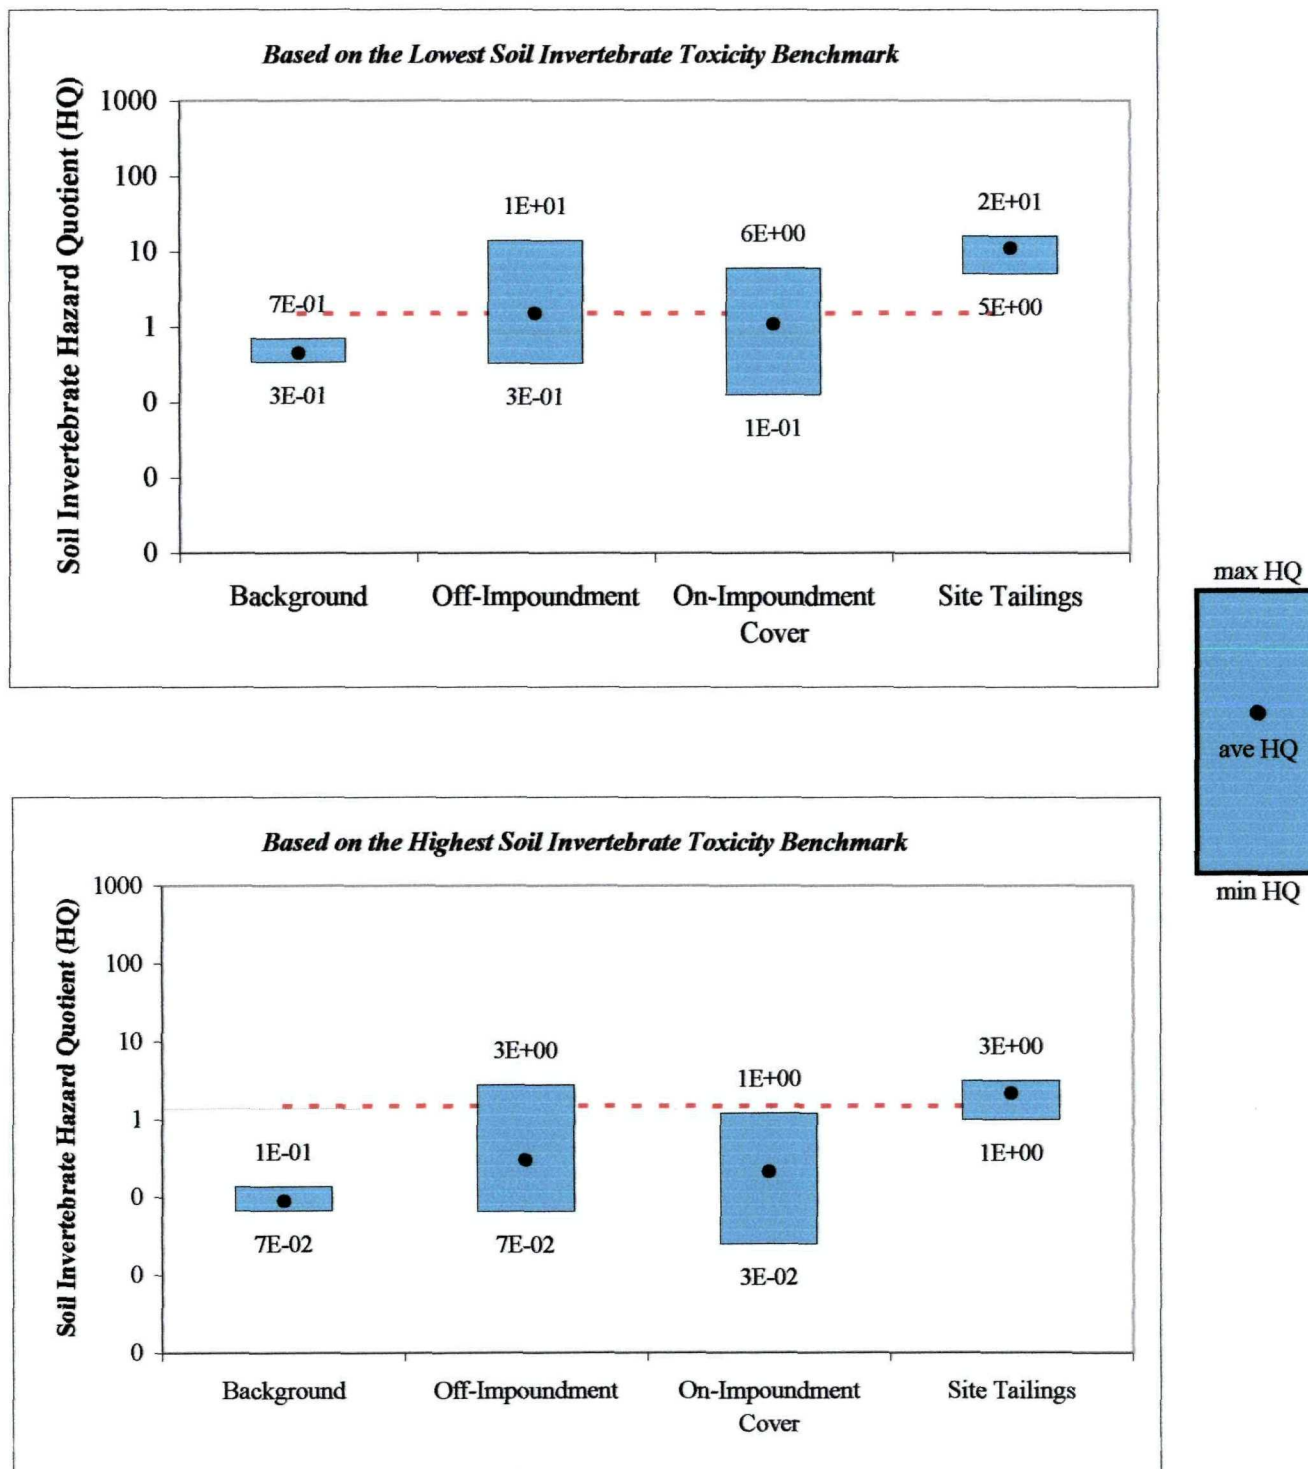 Based on the Lowest Soil Invertebrate Toxicity Benchmark
Soil Invertebrate Hazard Quotient (HQ)
1000
100
10
1
0
0
0
7E-01
3E-01
1E+01
3E-01
6E+00
1E-01
2E+01
5E+00
Background
Off-Impoundment
On-Impoundment
Cover
Site Tailings
max HQ
ave HQ
min HQ
Based on the Highest Soil Invertebrate Toxicity Benchmark
Soil Invertebrate Hazard Quotient (HQ)
1000
100
10
1
0
0
0
1E-01
7E-02
3E+00
7E-02
1E+00
3E-02
3E+00
1E+00
Background
Off-Impoundment
On-Impoundment
Cover
Site Tailings